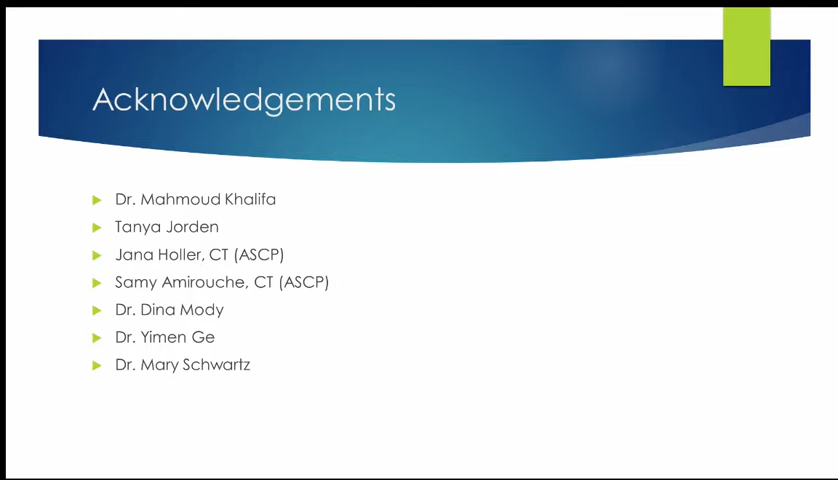 Acknowledgements
Dr. Mahmoud Khalifa
Tanya Jorden
Jana Holler, CT (ASCP)
Samy Amirouche, CT (ASCP)
Dr. Dina Mody
Dr. Yimen Ge
Dr. Mary Schwartz